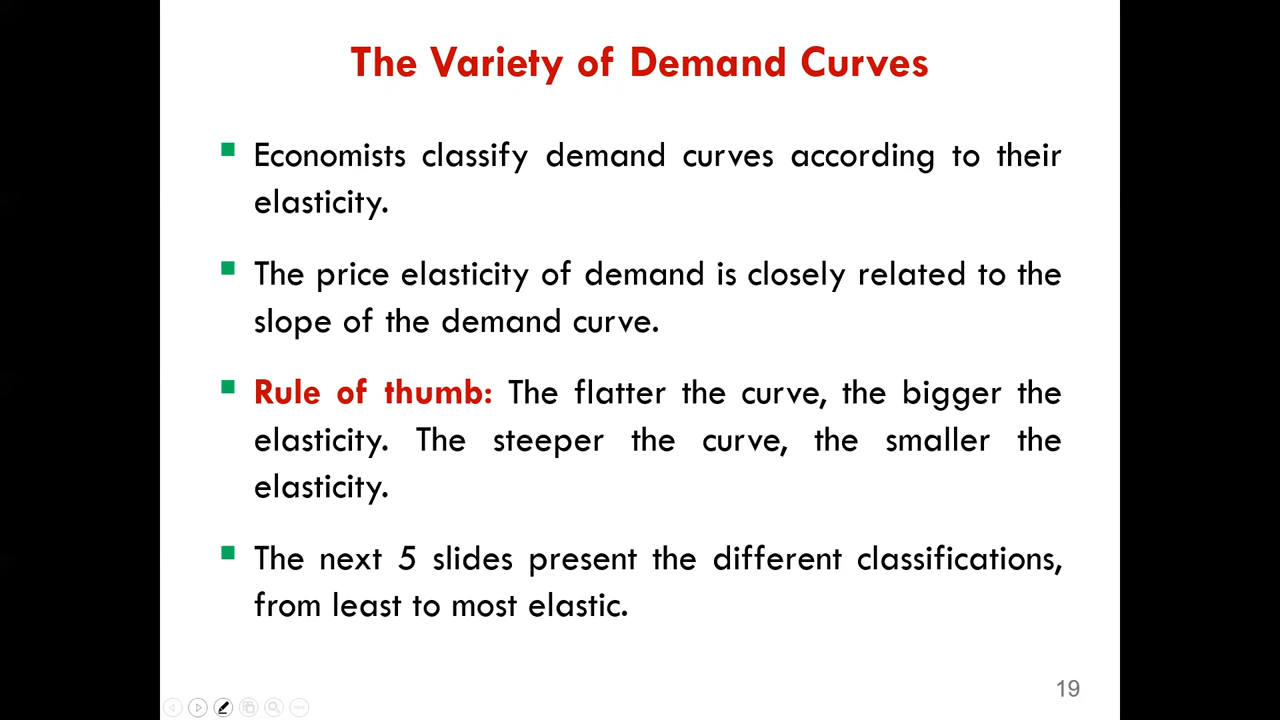 The Variety of Demand Curves
Economists classify demand curves according to their
elasticity.
The price elasticity of demand is closely related to the
slope of the demand curve.
Rule of thumb: The flatter the curve, the bigger the
elasticity. The steeper the curve, the smaller the
elasticity.
The next 5 slides present the different classifications,
from least to most elastic.
19